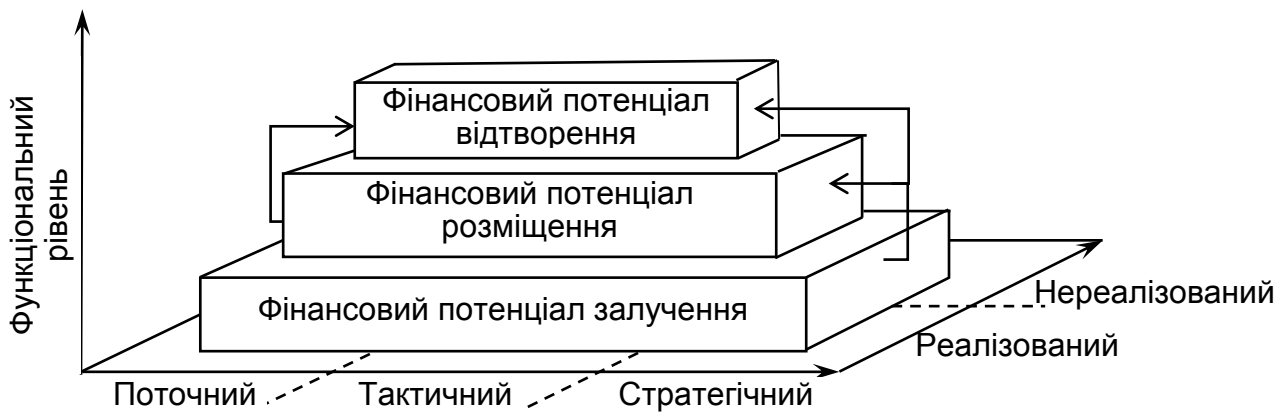 Функціональний
рівень
Фінансовий потенціал
відтворення
Фінансовий потенціал
розміщення
Фінансовий потенціал залучення
Нереалізований
Реалізований
Поточний
Тактичний
Стратегічний